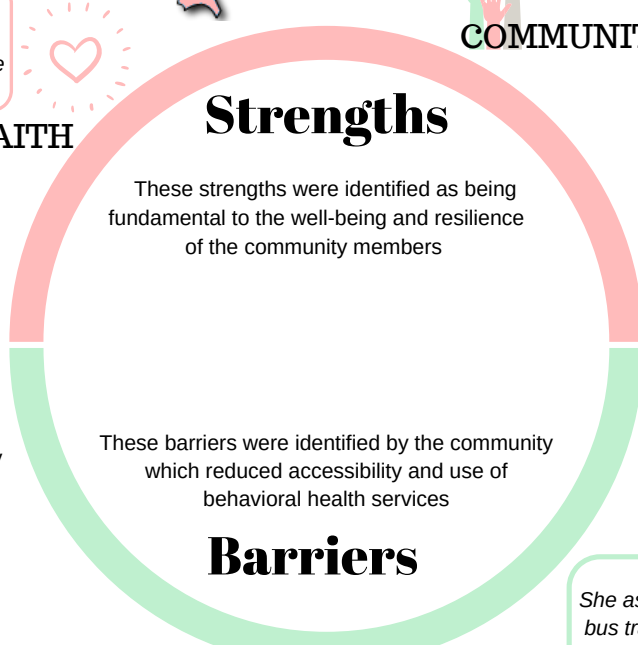 COMMUNIT
e
AITH
Strengths
These strengths were identified as being
fundamental to the well-being and resilience
of the community members
These barriers were identified by the community
which reduced accessibility and use of
behavioral health services
Barriers
She as
bus tr